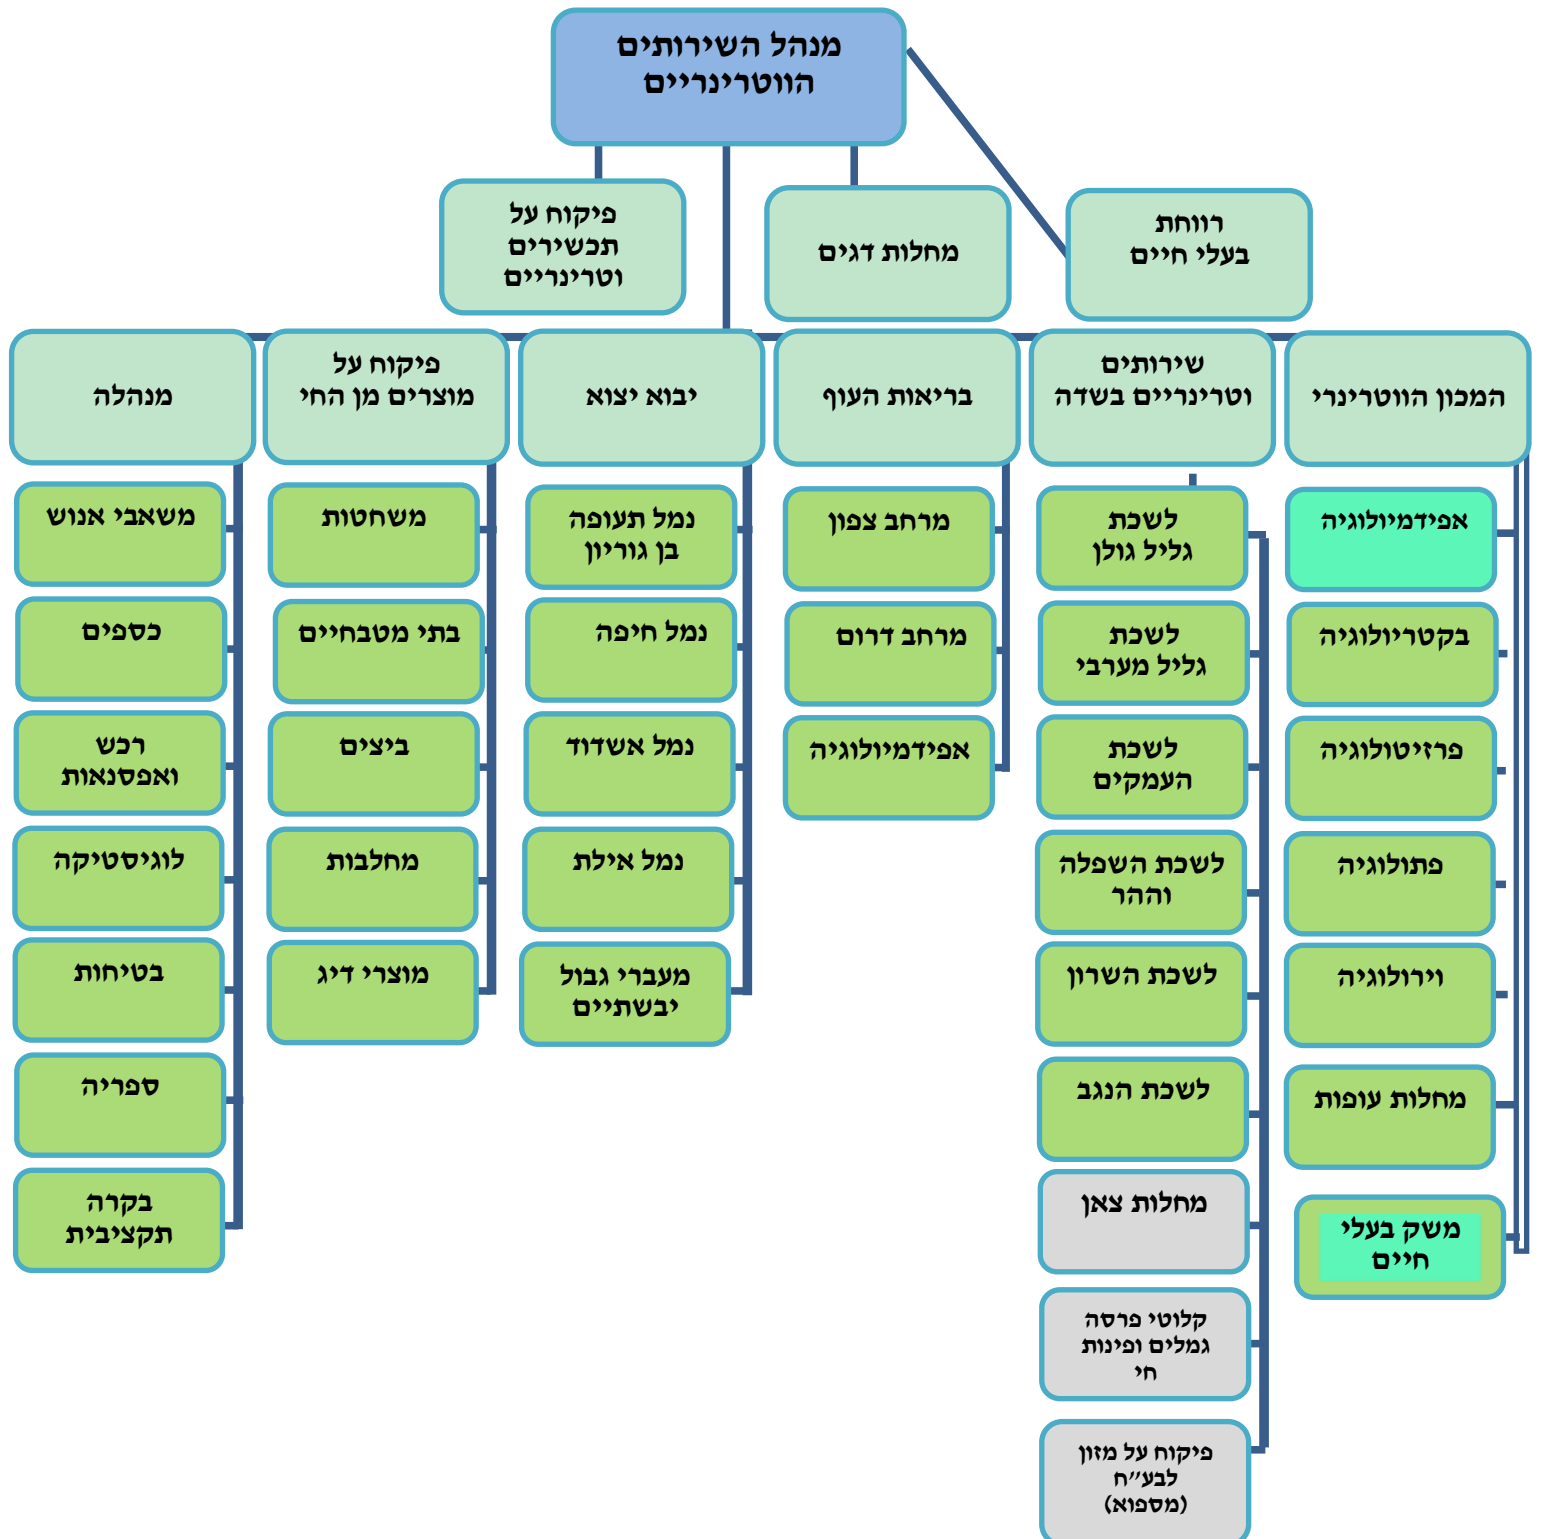 מנהל השירותים
הווטרינריים
רווחת
בעלי חיים
מחלות דגים
פיקוח על
תכשירים
וטרינריים
המכון הווטרינרי
שירותים
וטרינריים בשדה
בריאות העוף
יבוא יצוא
פיקוח על
מוצרים מן החי
מנהלה
אפידמיולוגיה
בקטריולוגיה
פרזיטולוגיה
פתולוגיה
וירולוגיה
מחלות עופות
משק בעלי
חיים
לשכת
גליל גולן
לשכת
גליל מערבי
לשכת
העמקים
לשכת השפלה
וההר
לשכת השרון
לשכת הנגב
מחלות צאן
קלוטי פרסה
גמלים ופינות
חי
פיקוח על מזון
לבע״ח
(מספוא)
מרחב צפון
מרחב דרום
אפידמיולוגיה
נמל תעופה
בן גוריון
נמל חיפה
נמל אשדוד
נמל אילת
מעברי גבול
יבשתיים
משחטות
בתי מטבחיים
ביצים
מחלבות
מוצרי דיג
משאבי אנוש
כספים
רכש
ואפסנאות
לוגיסטיקה
בטיחות
ספריה
בקרה
תקציבית